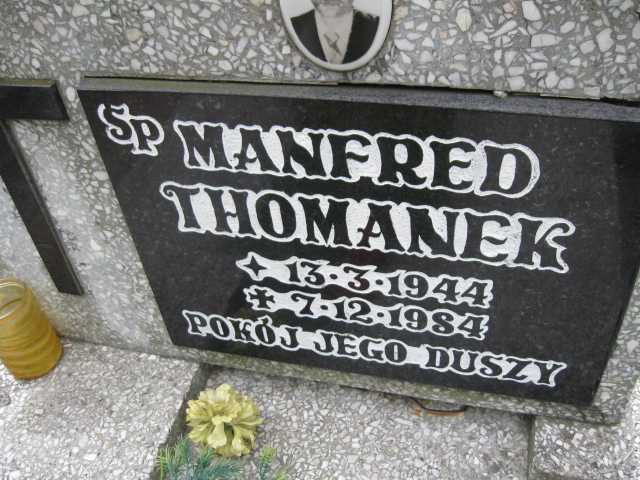 Śp MANFRED
THOMANEK
13·3·1944
7·12·1984
POKÓJ JEGO DUSZY